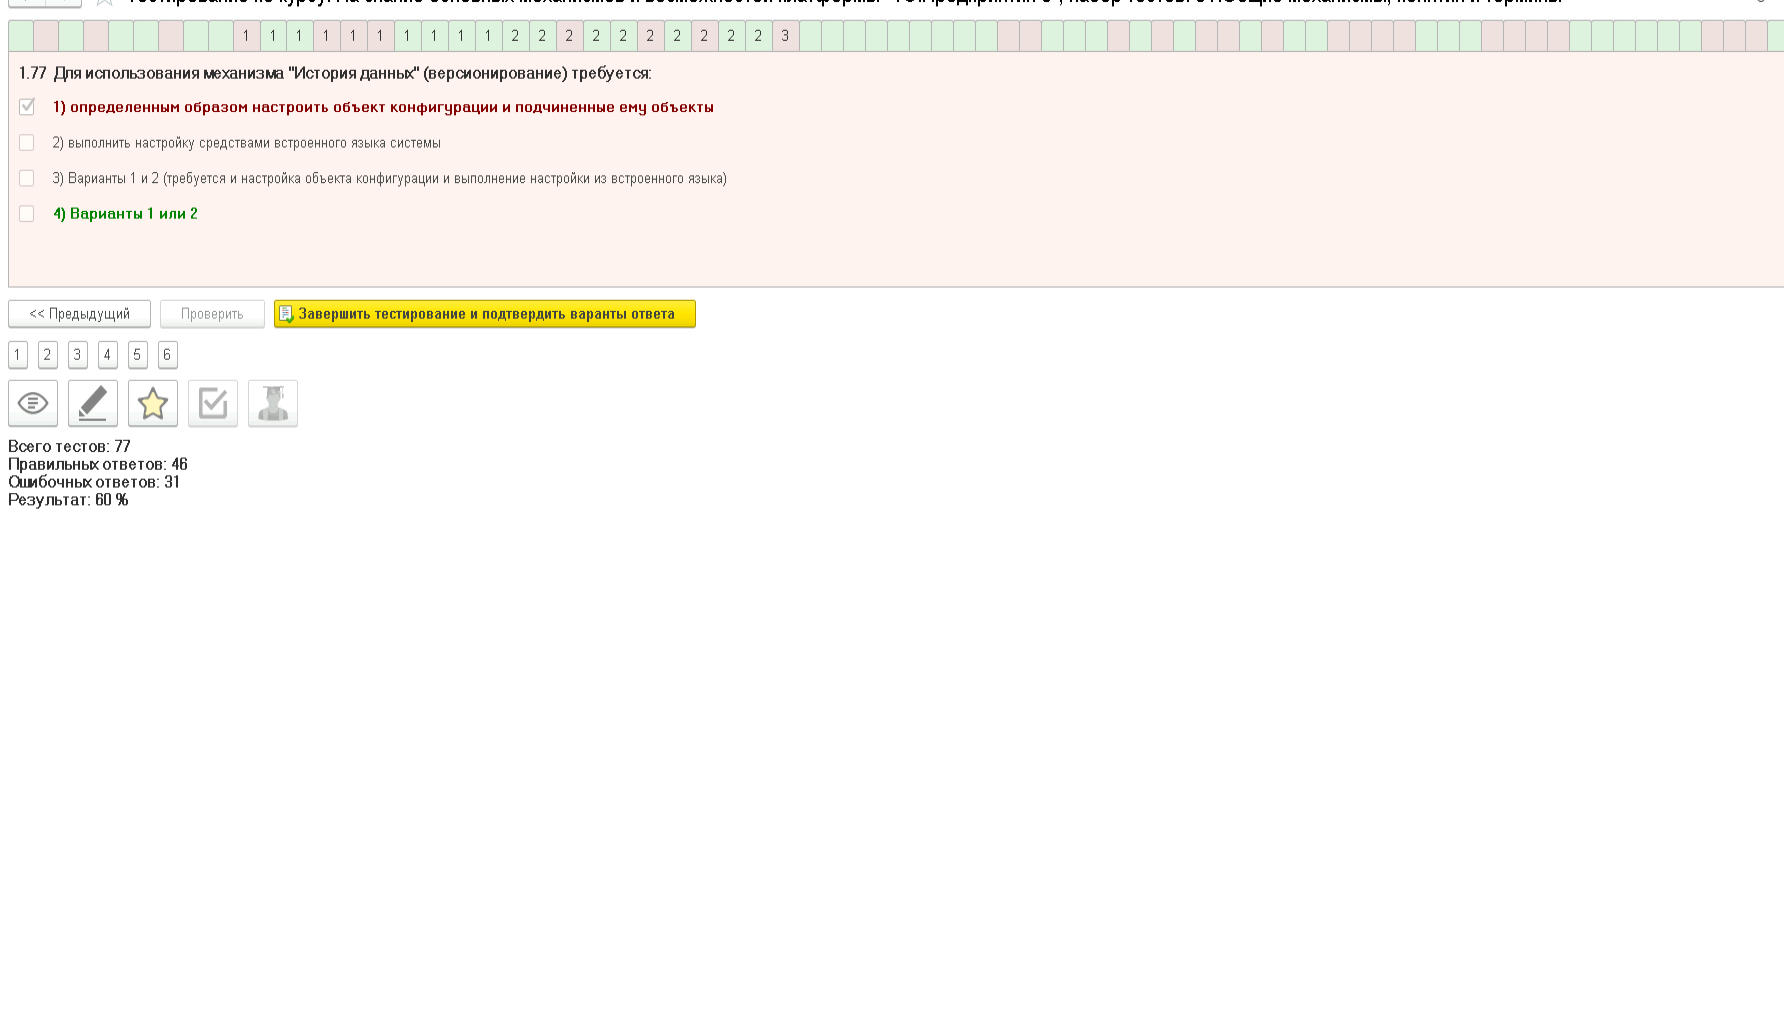 1 1 1 1 1 1 1 1 1 1 2 2 2 2 2 2 2 2 2 2 3
1.77 Для использования механизма "История данных" (версионирование) требуется:
1) определенным образом настроить объект конфигурации и подчиненные ему объекты
2) выполнить настройку средствами встроенного языка системы
3) Варианты 1 и 2 (требуется и настройка объекта конфигурации и выполнение настройки из встроенного языка)
4) Варианты 1 или 2
<< Предыдущий Проверить Завершить тестирование и подтвердить варанты ответа
1 2 3 4 5 6
Всего тестов: 77
Правильных ответов: 46
Ошибочных ответов: 31
Результат: 60 %